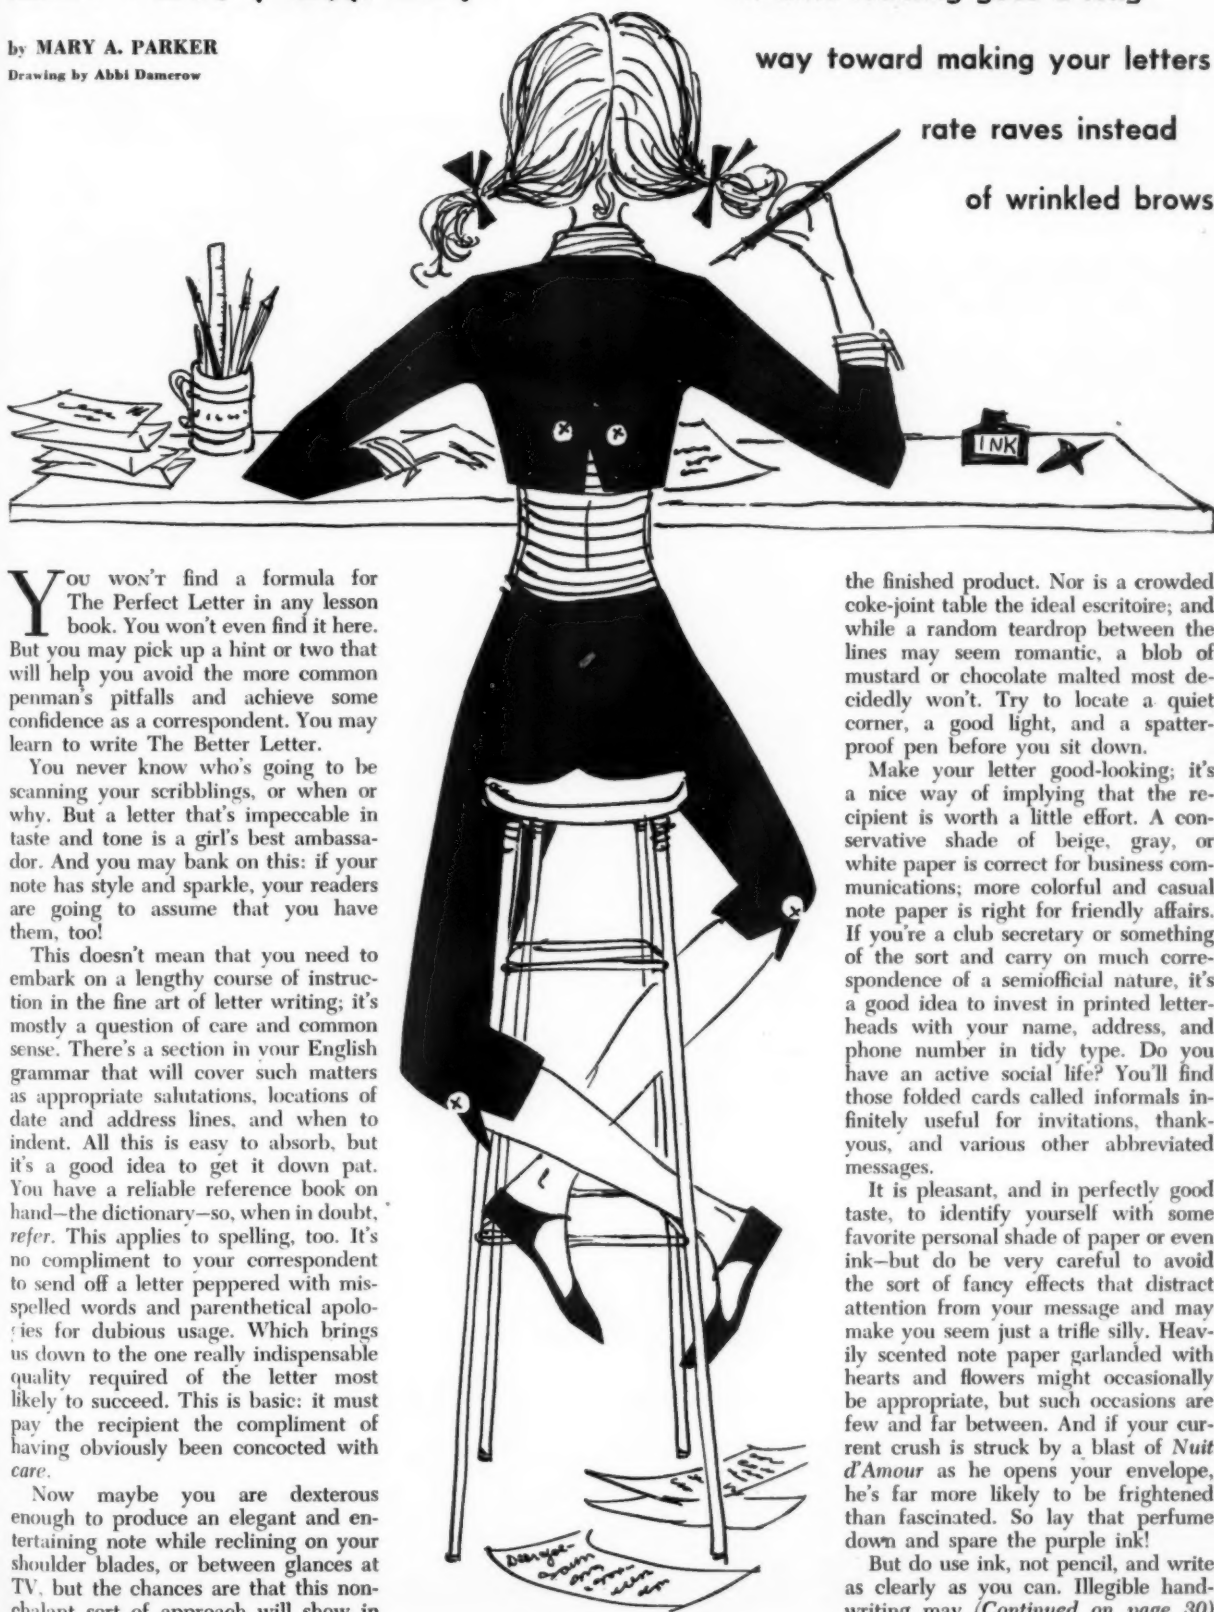 by MARY A. PARKER
Drawing by Abbi Damerow
way toward making your letters
rate raves instead
of wrinkled brows
INK
YOU WON'T find a formula for
The Perfect Letter in any lesson
book. You won't even find it here.
But you may pick up a hint or two that
will help you avoid the more common
penman's pitfalls and achieve some
confidence as a correspondent. You may
learn to write The Better Letter.
You never know who's going to be
scanning your scribblings, or when or
why. But a letter that's impeccable in
taste and tone is a girl's best ambassa-
dor. And you may bank on this: if your
note has style and sparkle, your readers
are going to assume that you have
them, too!
This doesn't mean that you need to
embark on a lengthy course of instruc-
tion in the fine art of letter writing; it's
mostly a question of care and common
sense. There's a section in your English
grammar that will cover such matters
as appropriate salutations, locations of
date and address lines, and when to
indent. All this is easy to absorb, but
it's a good idea to get it down pat.
You have a reliable reference book on
hand—the dictionary—so, when in doubt,
refer. This applies to spelling, too. It's
no compliment to your correspondent
to send off a letter peppered with mis-
spelled words and parenthetical apolo-
gies for dubious usage. Which brings
us down to the one really indispensable
quality required of the letter most
likely to succeed. This is basic: it must
pay the recipient the compliment of
having obviously been concocted with
care.
Now maybe you are dexterous
enough to produce an elegant and en-
tertaining note while reclining on your
shoulder blades, or between glances at
TV, but the chances are that this non-
chalant sort of approach will show in
the finished product. Nor is a crowded
coke-joint table the ideal escritoire; and
while a random teardrop between the
lines may seem romantic, a blob of
mustard or chocolate malted most de-
cidedly won't. Try to locate a quiet
corner, a good light, and a spatter-
proof pen before you sit down.
Make your letter good-looking; it's
a nice way of implying that the re-
cipient is worth a little effort. A con-
servative shade of beige, gray, or
white paper is correct for business com-
munications; more colorful and casual
note paper is right for friendly affairs.
If you're a club secretary or something
of the sort and carry on much corre-
spondence of a semiofficial nature, it's
a good idea to invest in printed letter-
heads with your name, address, and
phone number in tidy type. Do you
have an active social life? You'll find
those folded cards called informals in-
finitely useful for invitations, thank-
yous, and various other abbreviated
messages.
It is pleasant, and in perfectly good
taste, to identify yourself with some
favorite personal shade of paper or even
ink—but do be very careful to avoid
the sort of fancy effects that distract
attention from your message and may
make you seem just a trifle silly. Heav-
ily scented note paper garlanded with
hearts and flowers might occasionally
be appropriate, but such occasions are
few and far between. And if your cur-
rent crush is struck by a blast of Nuit
d'Amour as he opens your envelope,
he's far more likely to be frightened
than fascinated. So lay that perfume
down and spare the purple ink!
But do use ink, not pencil, and write
as clearly as you can. Illegible hand-
writing may (Continued on page 30)